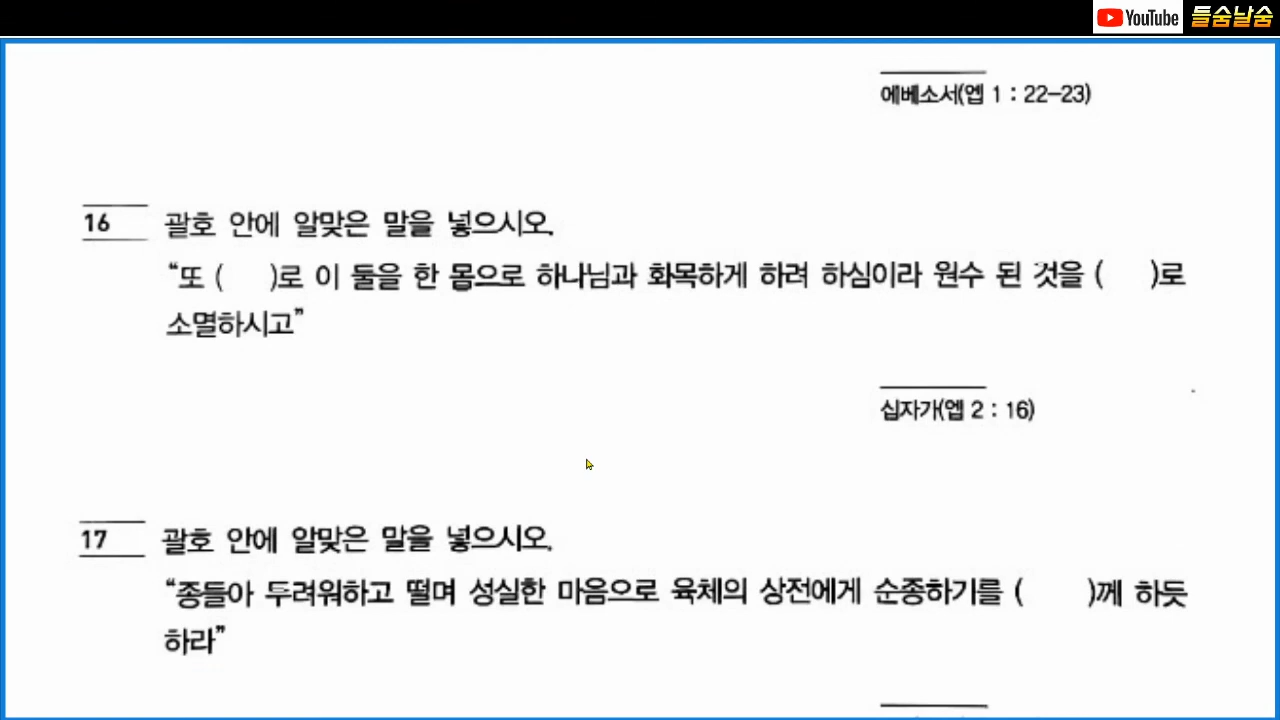 YouTube 들숨날숨
에베소서(엡 1 : 22-23)
16 괄호 안에 알맞은 말을 넣으시오.
“또 ( )로 이 둘을 한 몸으로 하나님과 화목하게 하려 하심이라 원수 된 것을 ( )로
소멸하시고”
십자가(엡 2 : 16)
17 괄호 안에 알맞은 말을 넣으시오.
“종들아 두려워하고 떨며 성실한 마음으로 육체의 상전에게 순종하기를 ( )께 하듯
하라”